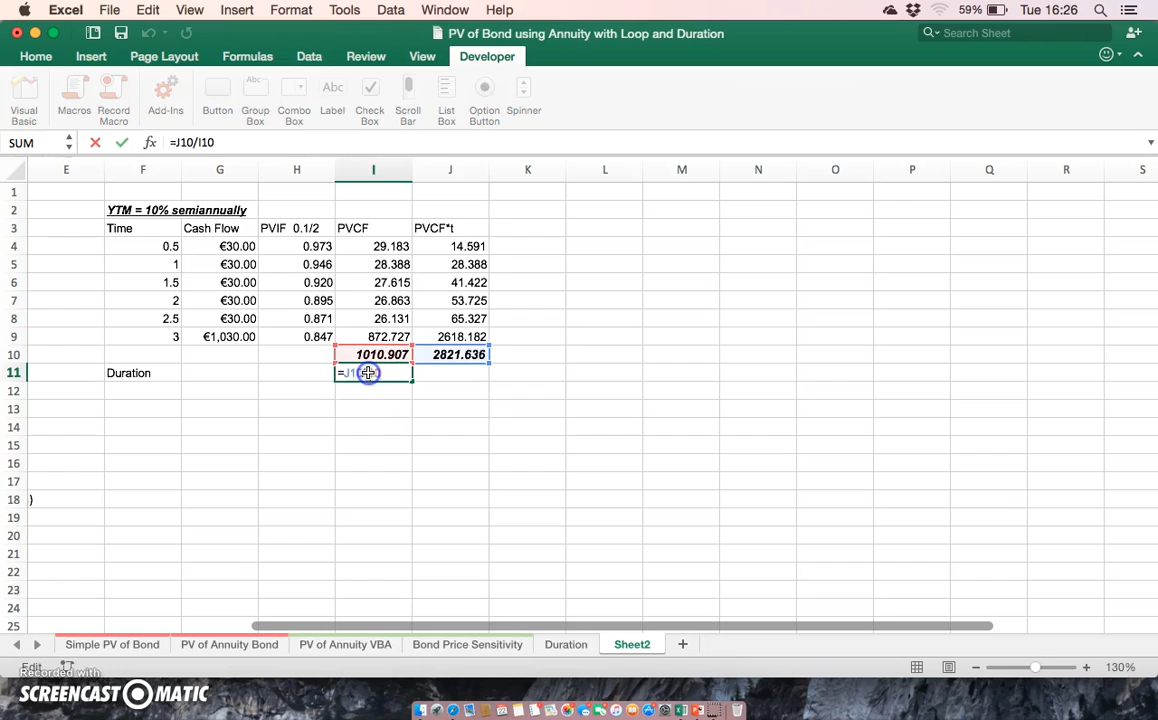 Excel File Edit View Insert Format Tools Data Window Help 59% Tue 16:26
PV of Bond using Annuity with Loop and Duration Search Sheet
Home Insert Page Layout Formulas Data Review View Developer
Visual Basic Macros Record Macro Add-Ins Button Group Box Combo Box Label Check Box Scroll Bar List Box Option Button Spinner
SUM fx =J10/I10
E F G H I J K L M N O P Q R S
1
2 YTM = 10% semiannually
3 Time Cash Flow PVIF 0.1/2 PVCF PVCF*t
4 0.5 €30.00 0.973 29.183 14.591
5 1 €30.00 0.946 28.388 28.388
6 1.5 €30.00 0.920 27.615 41.422
7 2 €30.00 0.895 26.863 53.725
8 2.5 €30.00 0.871 26.131 65.327
9 3 €1,030.00 0.847 872.727 2618.182
10 1010.907 2821.636
11 Duration
12
13
14
15
16
17
18 )
19
20
21
22
23
24
25
Simple PV of Bond PV of Annuity Bond PV of Annuity VBA Bond Price Sensitivity Duration Sheet2 +
Edit 130%
Recorded with
SCREENCAST MATIC